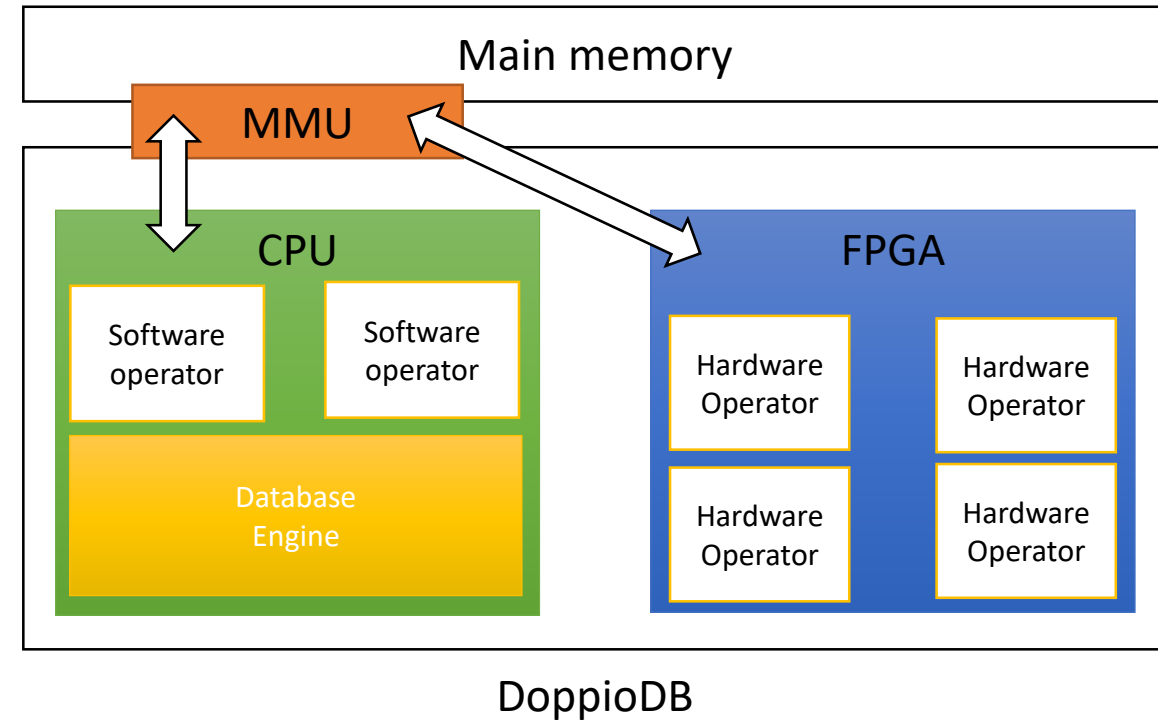 Main memory
MMU
CPU
FPGA
Software
operator
Software
operator
Hardware
Operator
Hardware
Operator
Database
Engine
Hardware
Operator
Hardware
Operator
DoppioDB